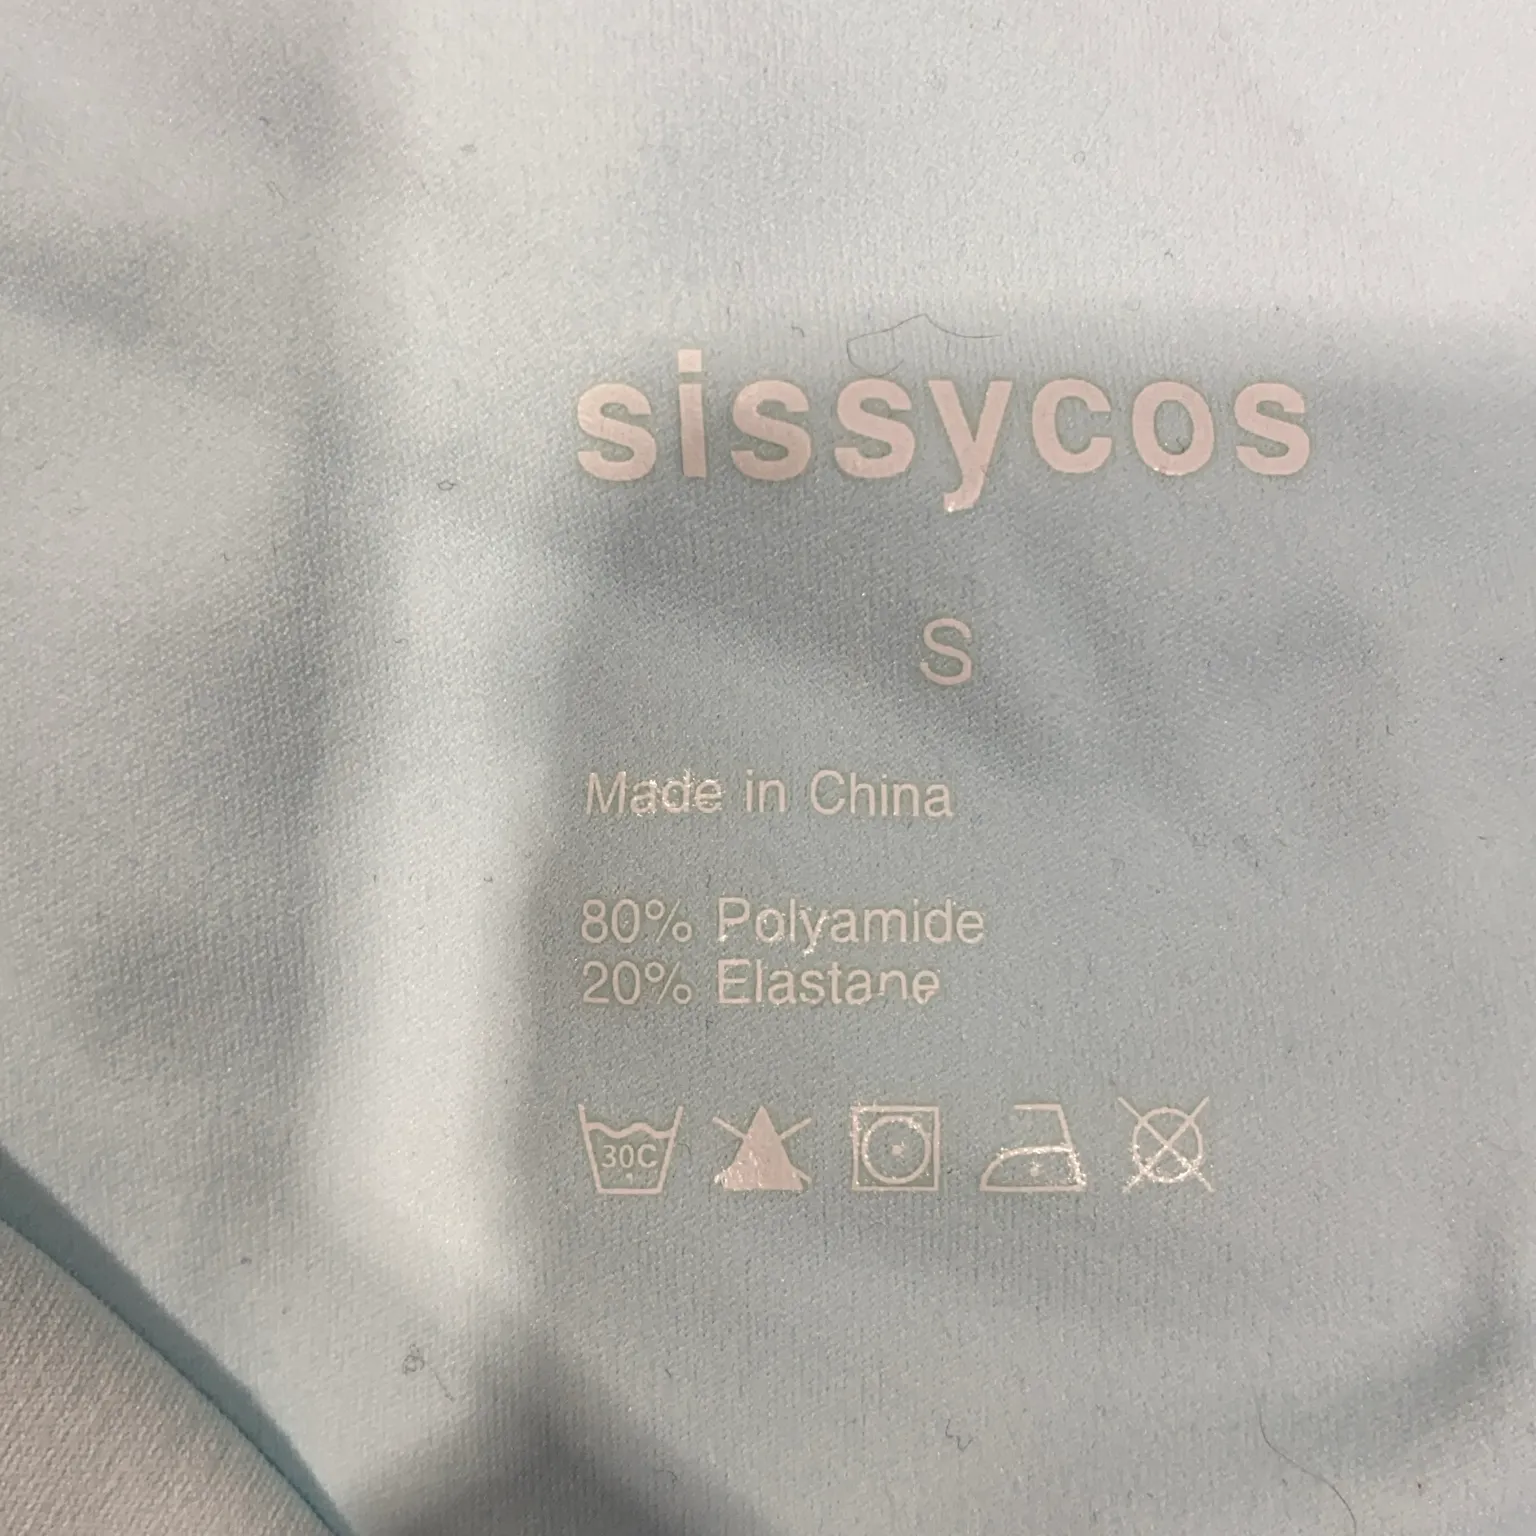 sissycos
S
Made in China
80% Polyamide
20% Elastane
30C